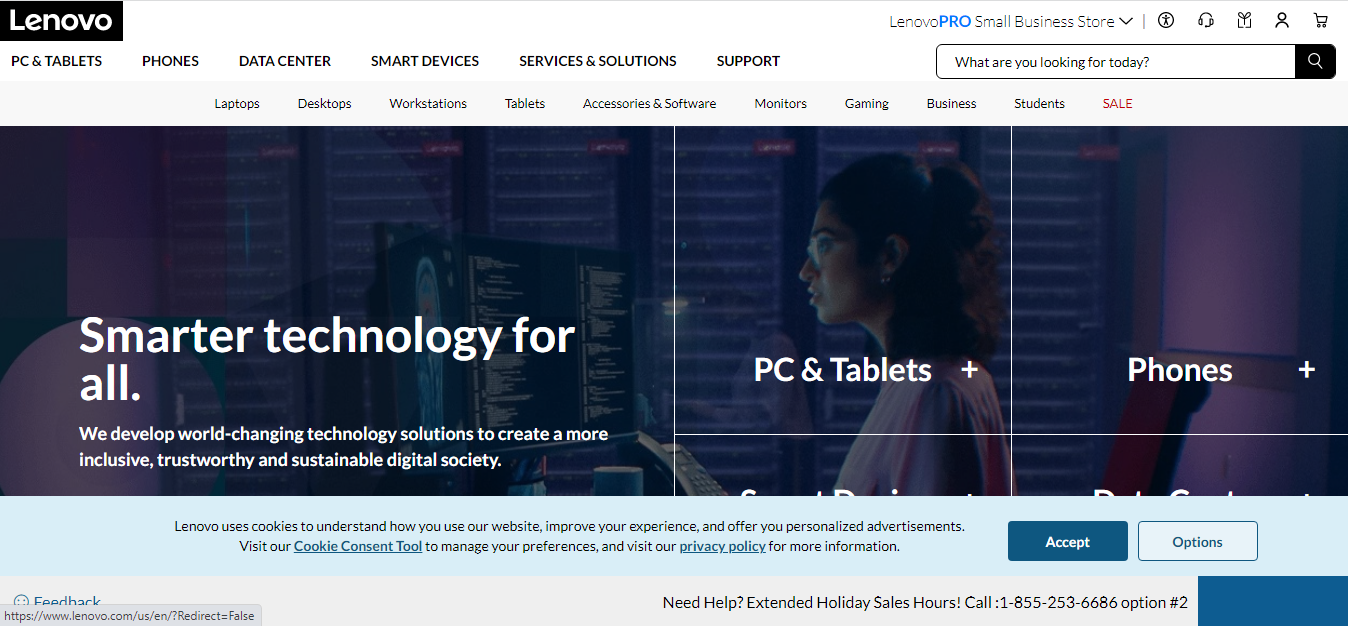 Lenovo
LenovoPRO Small Business Store
PC & TABLETS
PHONES
DATA CENTER
SMART DEVICES
SERVICES & SOLUTIONS
SUPPORT
What are you looking for today?
Laptops
Desktops
Workstations
Tablets
Accessories & Software
Monitors
Gaming
Business
Students
SALE
Smarter technology for
all.
We develop world-changing technology solutions to create a more
inclusive, trustworthy and sustainable digital society.
PC & Tablets +
Phones +
Lenovo uses cookies to understand how you use our website, improve your experience, and offer you personalized advertisements.
Visit our Cookie Consent Tool to manage your preferences, and visit our privacy policy for more information.
Accept
Options
Feedback
Need Help? Extended Holiday Sales Hours! Call :1-855-253-6686 option #2
https://www.lenovo.com/us/en/?Redirect=False